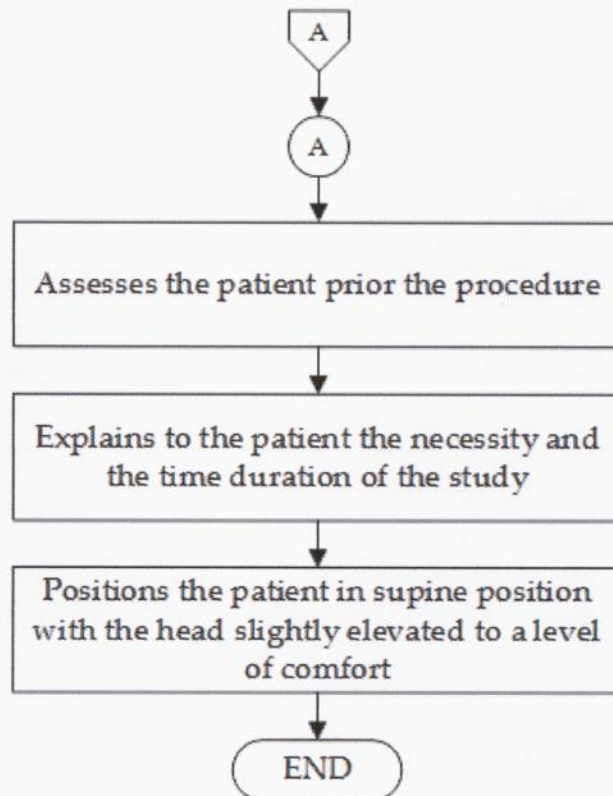 A
A
Assesses the patient prior the procedure
Explains to the patient the necessity and
the time duration of the study
Positions the patient in supine position
with the head slightly elevated to a level
of comfort
END